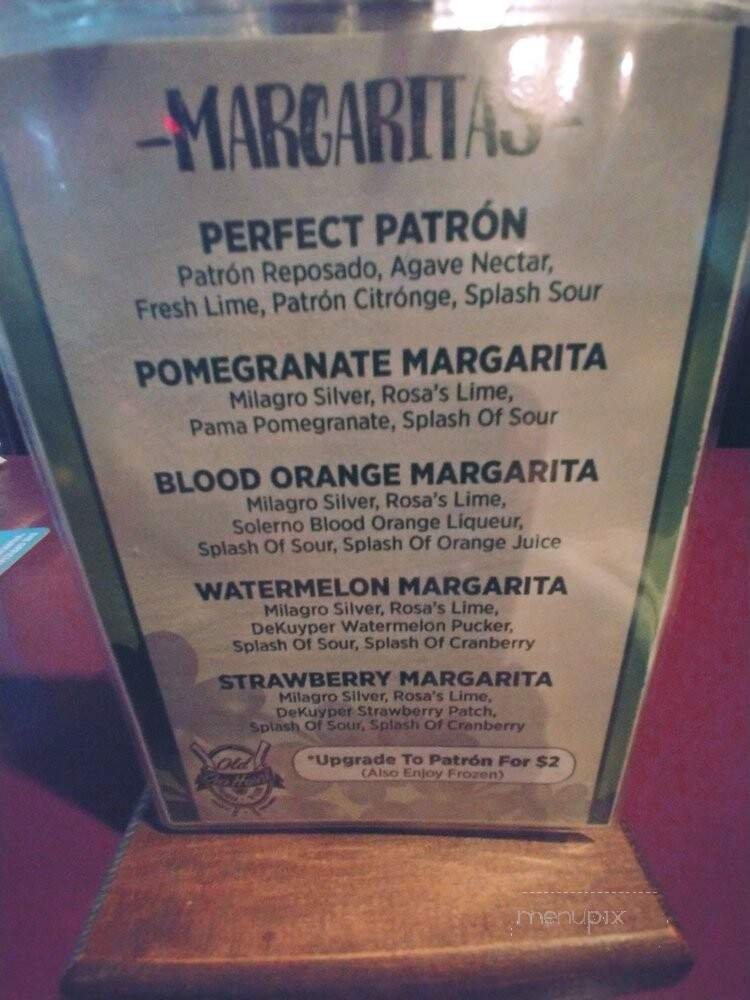 -MARGARITAS-
PERFECT PATRÓN
Patrón Reposado, Agave Nectar,
Fresh Lime, Patrón Citrónge, Splash Sour
POMEGRANATE MARGARITA
Milagro Silver, Rosa's Lime,
Pama Pomegranate, Splash Of Sour
BLOOD ORANGE MARGARITA
Milagro Silver, Rosa's Lime,
Solerno Blood Orange Liqueur,
Splash Of Sour, Splash Of Orange Juice
WATERMELON MARGARITA
Milagro Silver, Rosa's Lime,
DeKuyper Watermelon Pucker,
Splash Of Sour, Splash Of Cranberry
STRAWBERRY MARGARITA
Milagro Silver, Rosa's Lime,
DeKuyper Strawberry Patch,
Splash Of Sour, Splash Of Cranberry
*Upgrade To Patrón For $2
(Also Enjoy Frozen)
Old
menupix